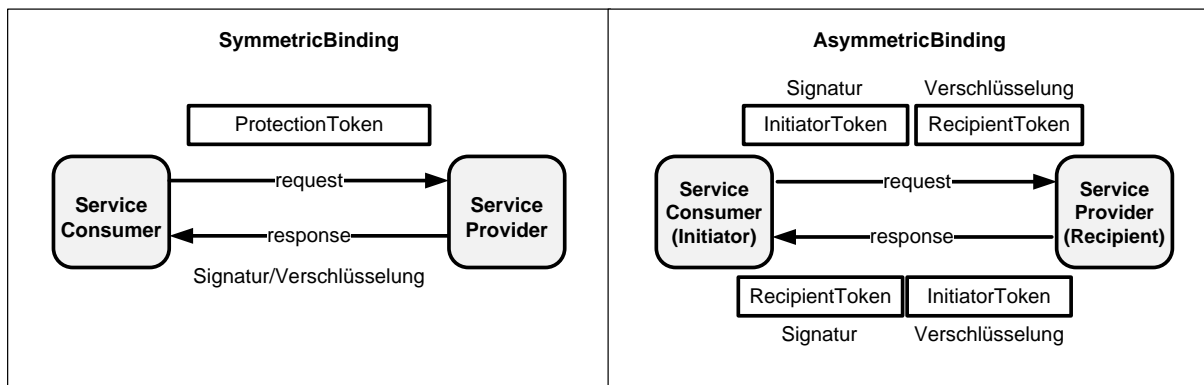 SymmetricBinding
ProtectionToken
Service
Consumer
request
response
Service
Provider
Signatur/Verschlüsselung
AsymmetricBinding
Signatur
Verschlüsselung
InitiatorToken
RecipientToken
Service
Consumer
(Initiator)
request
response
Service
Provider
(Recipient)
RecipientToken
InitiatorToken
Signatur
Verschlüsselung